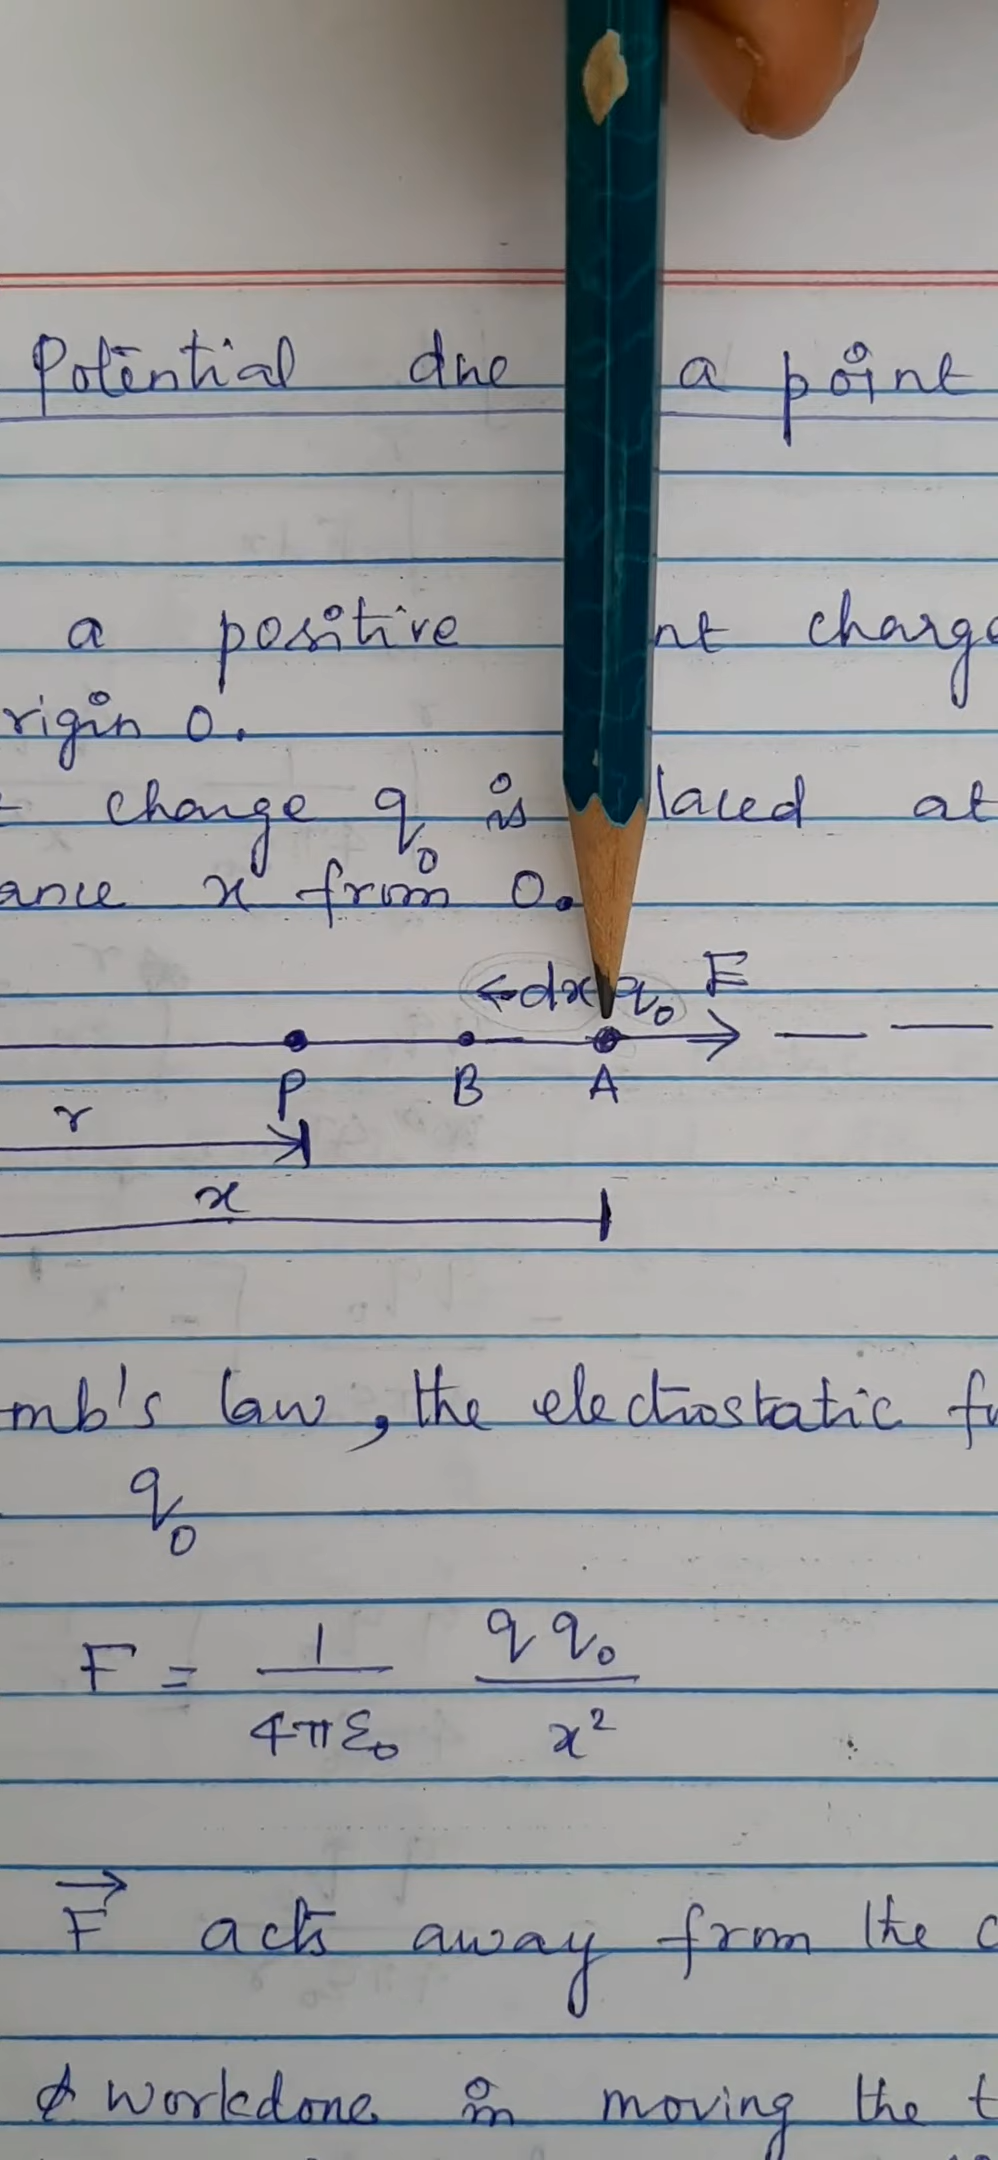 Potential due a point
a positive nt charge
rigin O.
charge q₀ is laced at
ance x from O.
←dx q₀ E
P B A
r
x
mb's law, the electrostatic
q₀
F = 1/4πε₀ q q₀/x²
F⃗ acts away from the
& workdone in moving the t